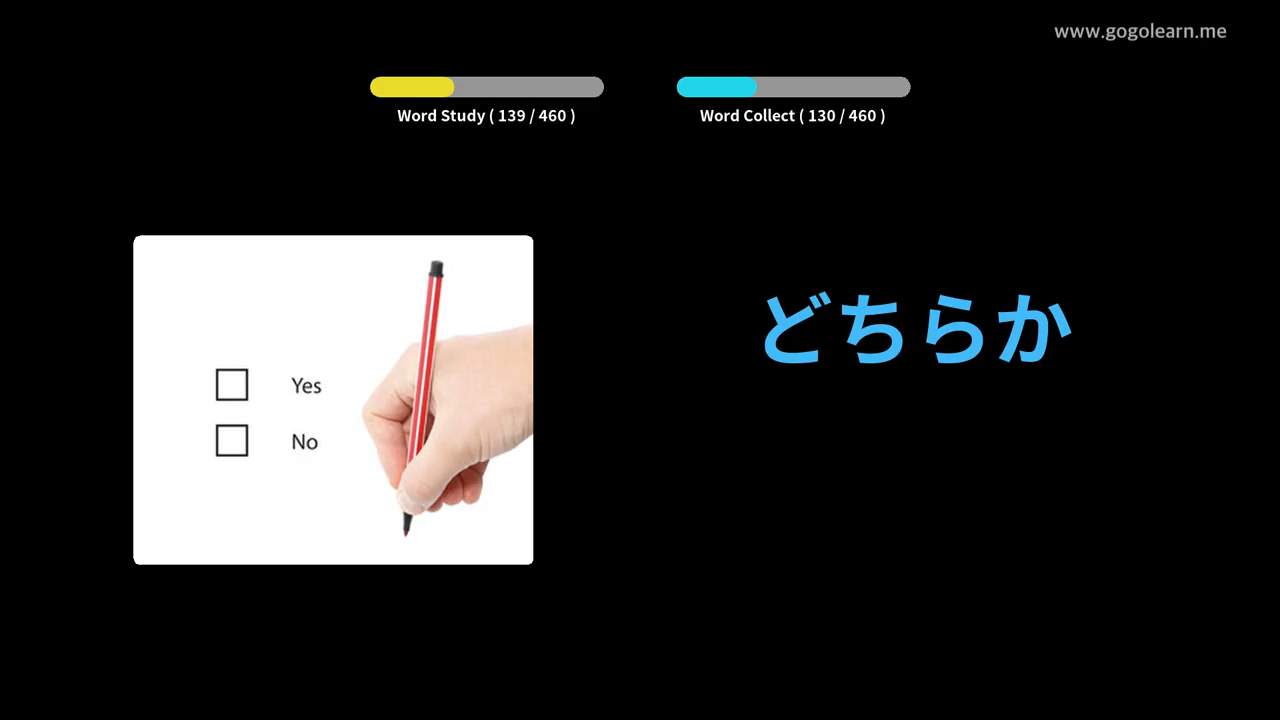 www.gogolearn.me
Word Study ( 139 / 460 )
Word Collect ( 130 / 460 )
どちらか
Yes
No